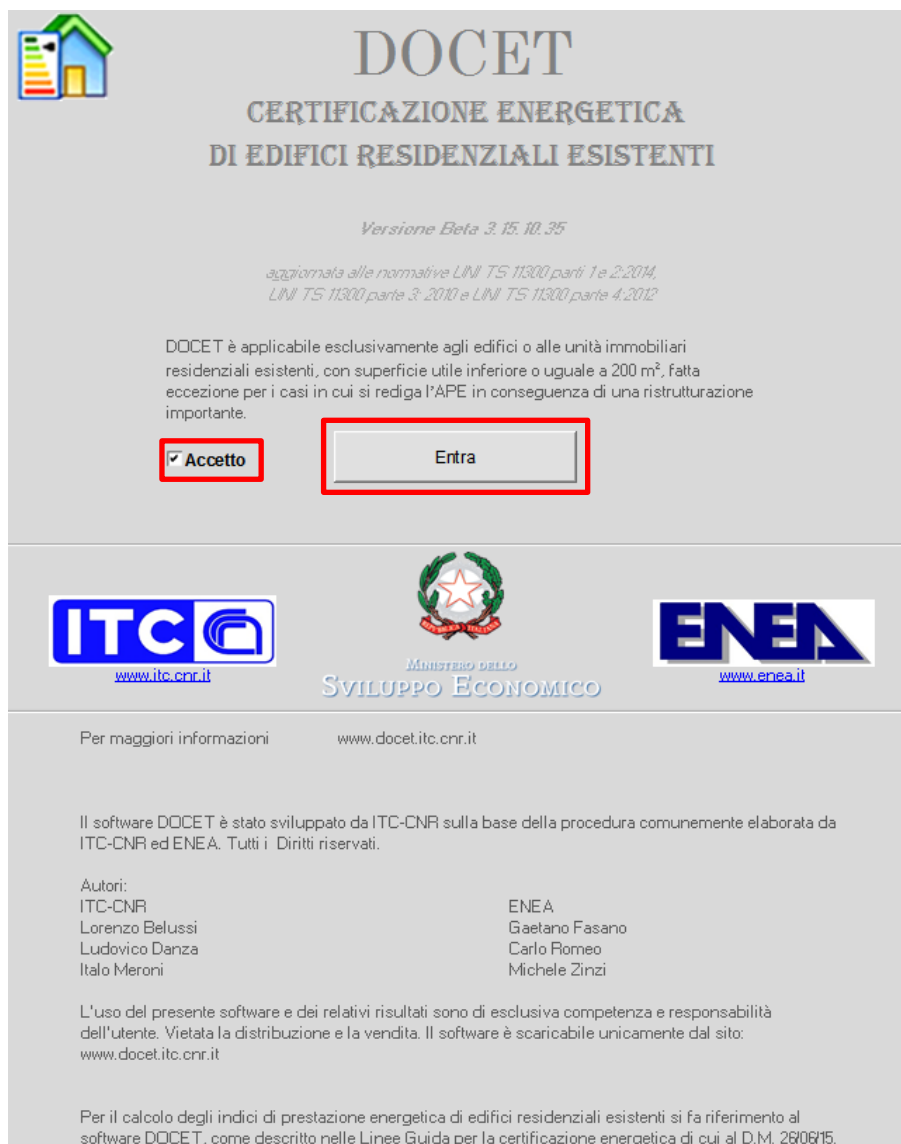 DOCET
CERTIFICAZIONE ENERGETICA
DI EDIFICI RESIDENZIALI ESISTENTI
Versione Beta 3.15.10.35
aggiornata alle normative UNI TS 11300 parti 1 e 2:2014,
UNI TS 11300 parte 3: 2010 e UNI TS 11300 parte 4:2012
DOCET è applicabile esclusivamente agli edifici o alle unità immobiliari
residenziali esistenti, con superficie utile inferiore o uguale a 200 m², fatta
eccezione per i casi in cui si rediga l'APE in conseguenza di una ristrutturazione
importante.
Accetto
Entra
ITC
www.itc.cnr.it
REPVBBLICA ITALIANA
MINISTERO DELLO
SVILUPPO ECONOMICO
ENEA
www.enea.it
Per maggiori informazioni www.docet.itc.cnr.it
Il software DOCET è stato sviluppato da ITC-CNR sulla base della procedura comunemente elaborata da
ITC-CNR ed ENEA. Tutti i Diritti riservati.
Autori:
ITC-CNR ENEA
Lorenzo Belussi Gaetano Fasano
Ludovico Danza Carlo Romeo
Italo Meroni Michele Zinzi
L'uso del presente software e dei relativi risultati sono di esclusiva competenza e responsabilità
dell'utente. Vietata la distribuzione e la vendita. Il software è scaricabile unicamente dal sito:
www.docet.itc.cnr.it
Per il calcolo degli indici di prestazione energetica di edifici residenziali esistenti si fa riferimento al
software DOCET, come descritto nelle Linee Guida per la certificazione energetica di cui al D.M. 26/06/15.